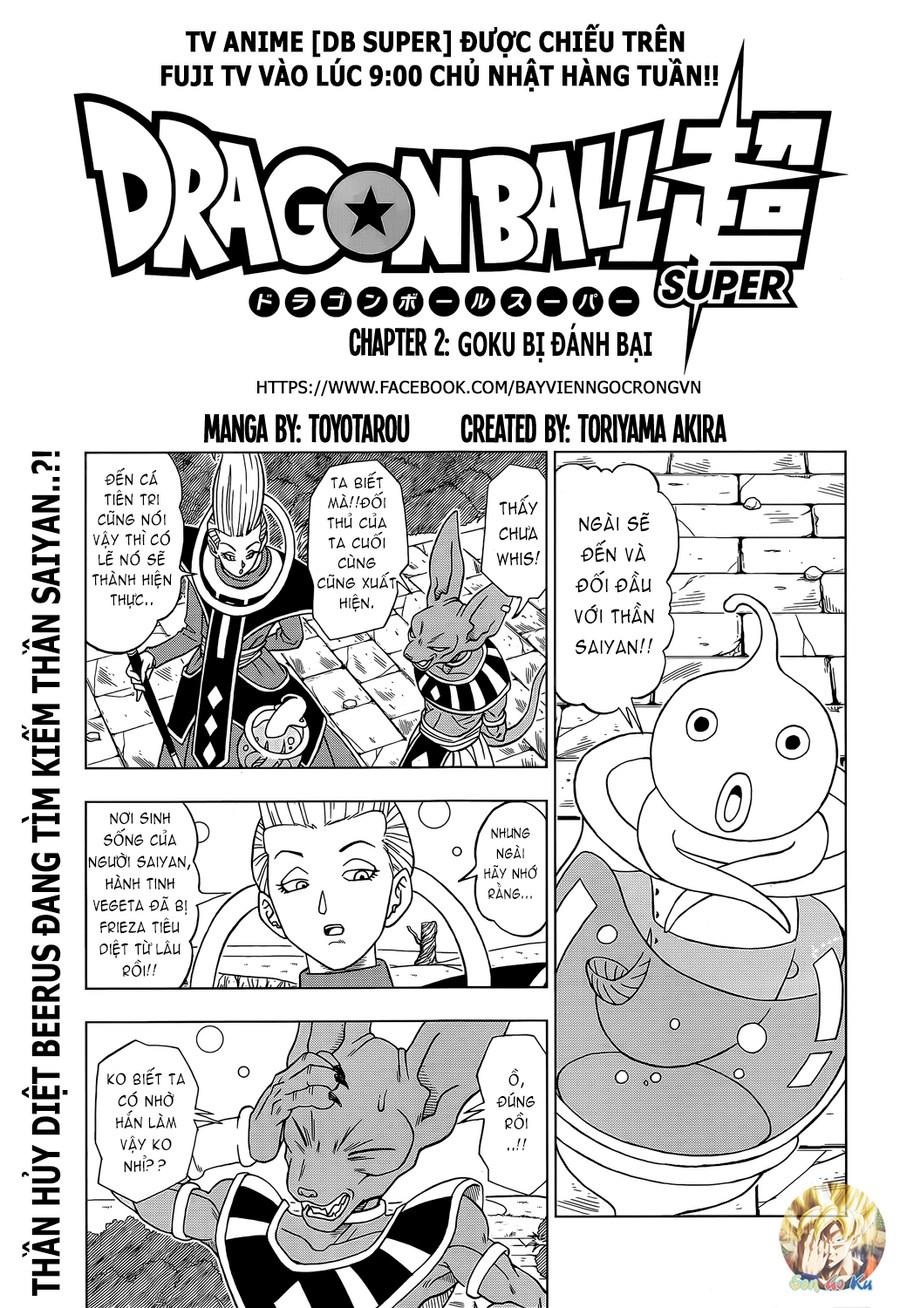 TV ANIME [DB SUPER] ĐƯỢC CHIẾU TRÊN
FUJI TV VÀO LÚC 9:00 CHỦ NHẬT HÀNG TUẦN!!
DRAGON BALL 超
SUPER
ドラゴンボールスーパー
CHAPTER 2: GOKU BỊ ĐÁNH BẠI
HTTPS://WWW.FACEBOOK.COM/BAYVIENNGOCRONGVN
MANGA BY: TOYOTAROU CREATED BY: TORIYAMA AKIRA
THẦN HỦY DIỆT BEERUS ĐANG TÌM KIẾM THẦN SAIYAN..?!
NGÀI SẼ
ĐẾN VÀ
ĐỐI ĐẦU
VỚI THẦN
SAIYAN!!
THẤY
CHƯA
WHIS!
TA BIẾT
MÀ!!ĐỐI
THỦ CỦA
TA CUỐI
CÙNG
CŨNG XUẤT
HIỆN.
ĐẾN CÁ
TIÊN TRI
CŨNG NÓI
VẬY THÌ CÓ
LẼ NÓ SẼ
THÀNH HIỆN
THỰC..
NHƯNG
NGÀI
HÃY NHỚ
RẰNG...
NƠI SINH
SỐNG CỦA
NGƯỜI SAIYAN,
HÀNH TINH
VEGETA ĐÃ BỊ
FRIEZA TIÊU
DIỆT TỪ LÂU
RỒI!!
Ồ,
ĐÚNG
RỒI
..!!
KO BIẾT TA
CÓ NHỜ
HẮN LÀM
VẬY KO
NHỈ??
Son no Ku